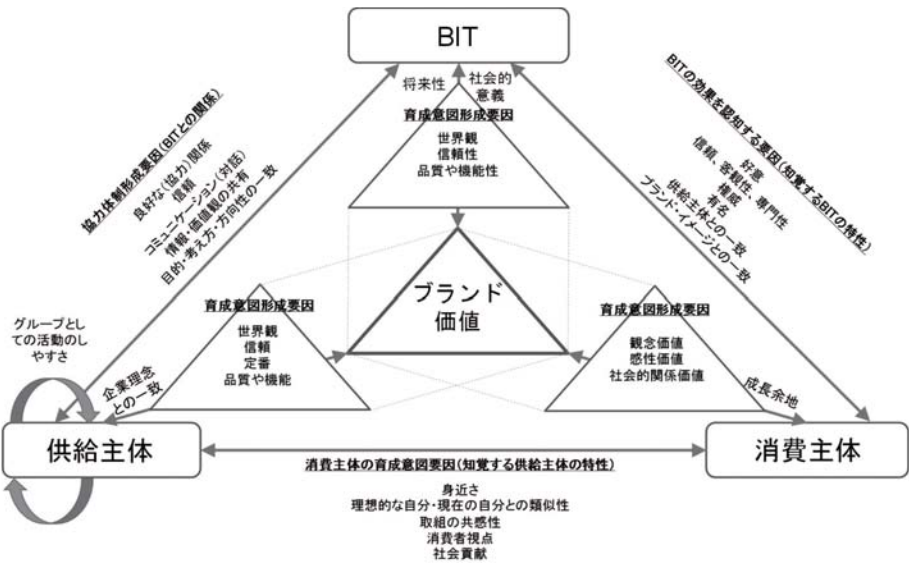 BIT
将来性
社会的
意義
育成意図形成要因
世界観
信頼性
品質や機能性
協力体制形成要因(BITとの関係)
良好な(協力)関係
信頼
コミュニケーション(対話)
情報・価値観の共有
目的・考え方・方向性の一致
BITの効果を認知する要因(知覚するBITの特性)
好意
信頼、客観性、専門性
権威
有名
供給主体との一致
ブランド・イメージとの一致
ブランド
価値
育成意図形成要因
世界観
信頼
定番
品質や機能
育成意図形成要因
観念価値
感性価値
社会的関係価値
グループとし
ての活動のし
やすさ
企業理念
との一致
成長余地
供給主体
消費主体
消費主体の育成意図要因(知覚する供給主体の特性)
身近さ
理想的な自分・現在の自分との類似性
取組の共感性
消費者視点
社会貢献